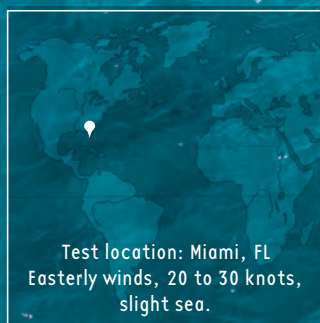 Test location: Miami, FL
Easterly winds, 20 to 30 knots,
slight sea.